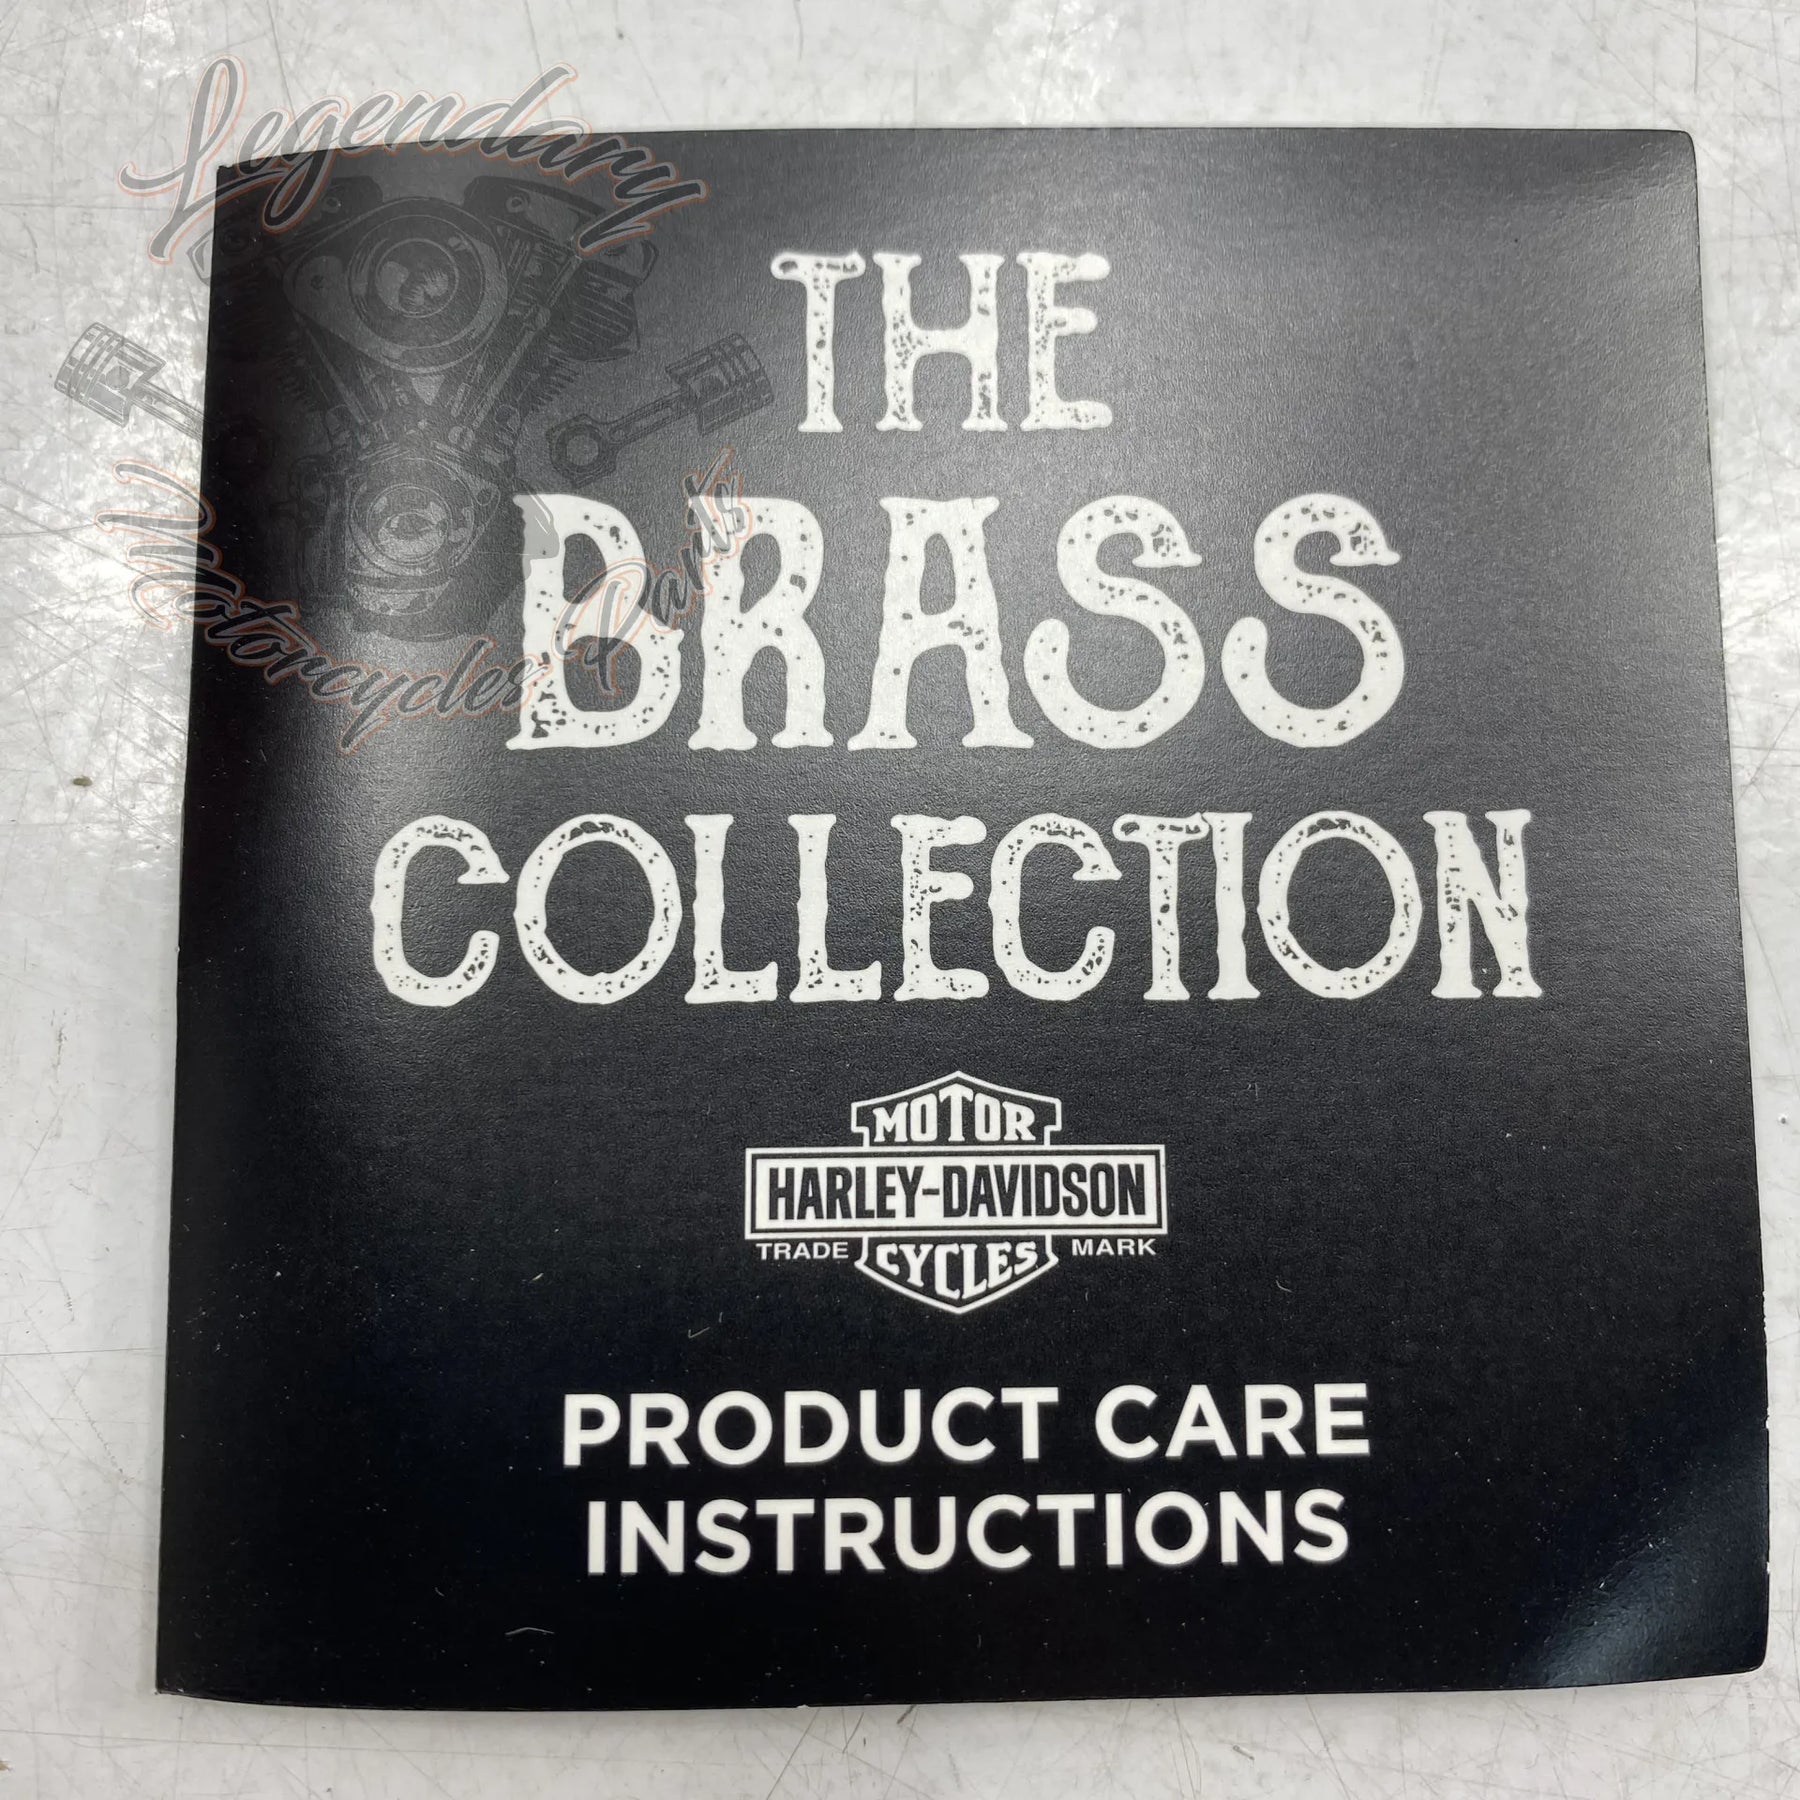 Legendary
Motorcycles Parts
THE
BRASS
COLLECTION
MOTOR
HARLEY-DAVIDSON
TRADE MARK
CYCLES
PRODUCT CARE
INSTRUCTIONS